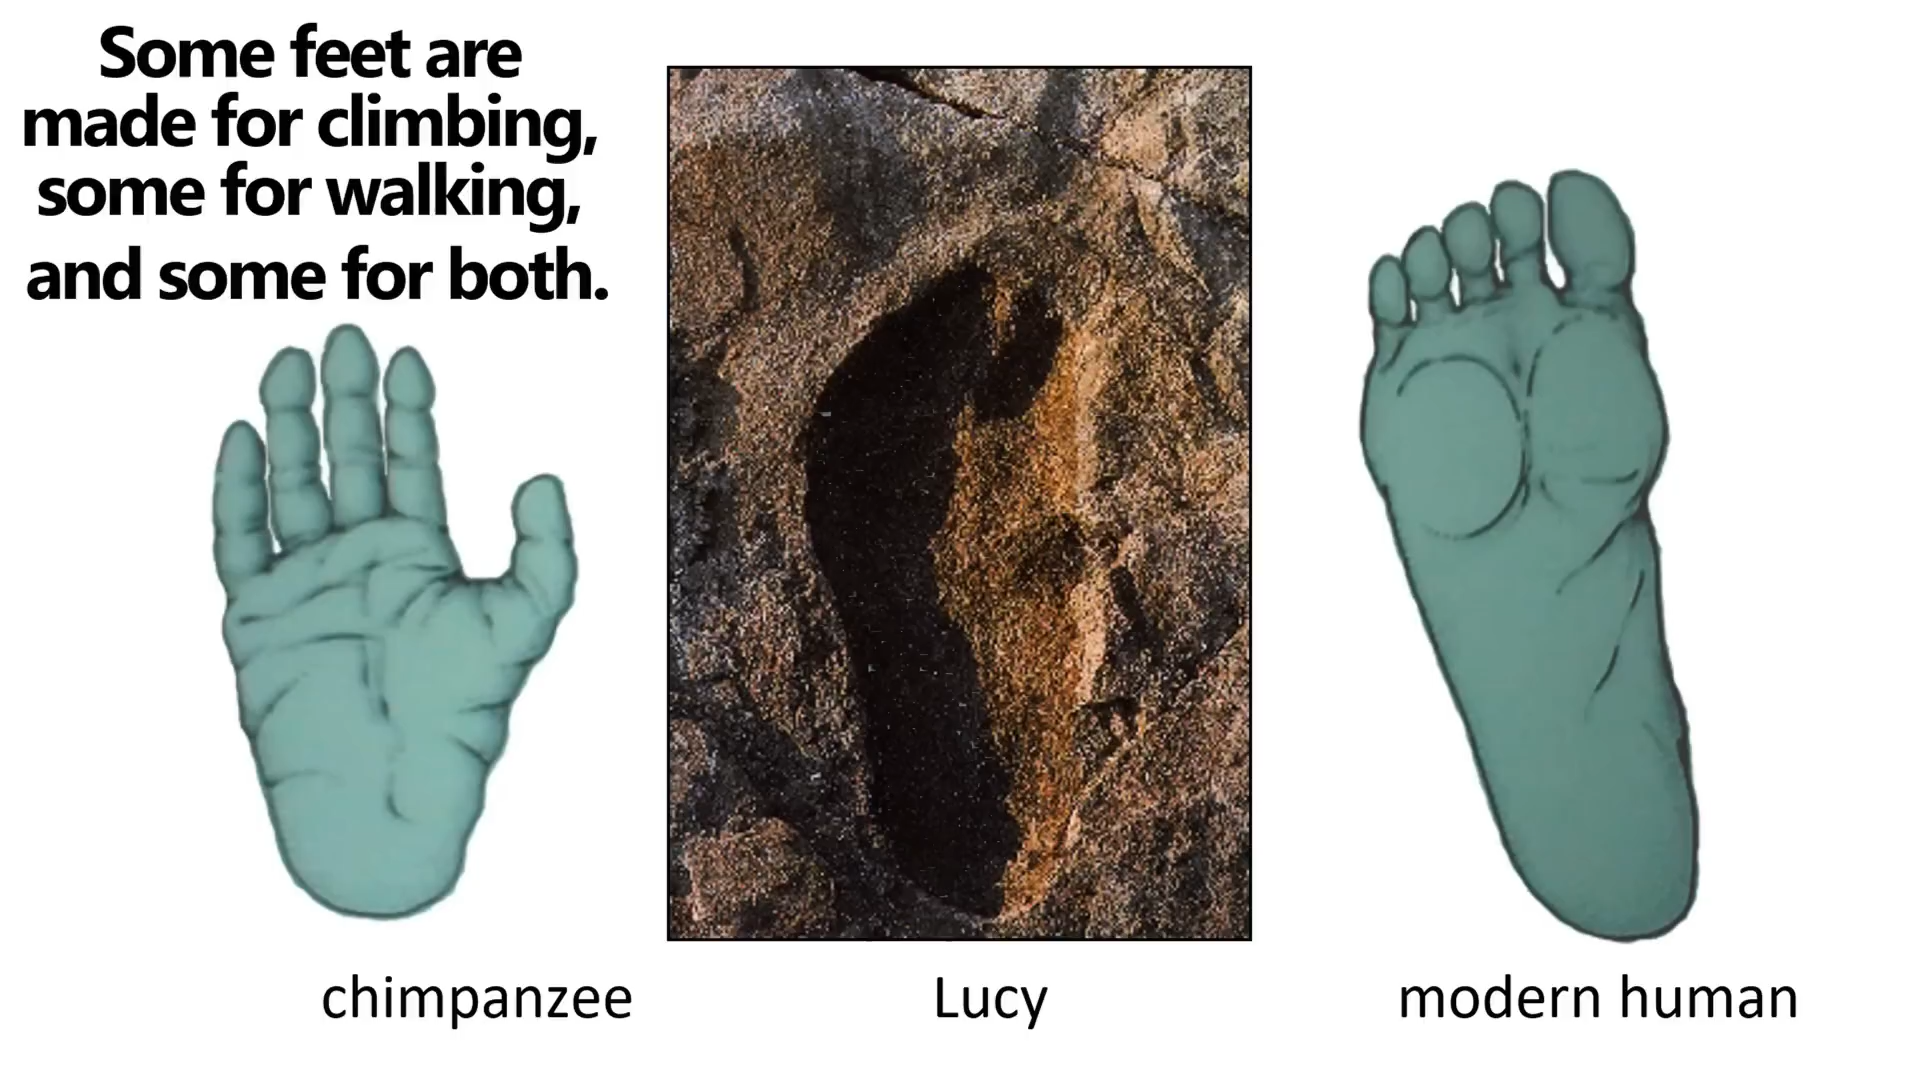 Some feet are
made for climbing,
some for walking,
and some for both.
chimpanzee
Lucy
modern human